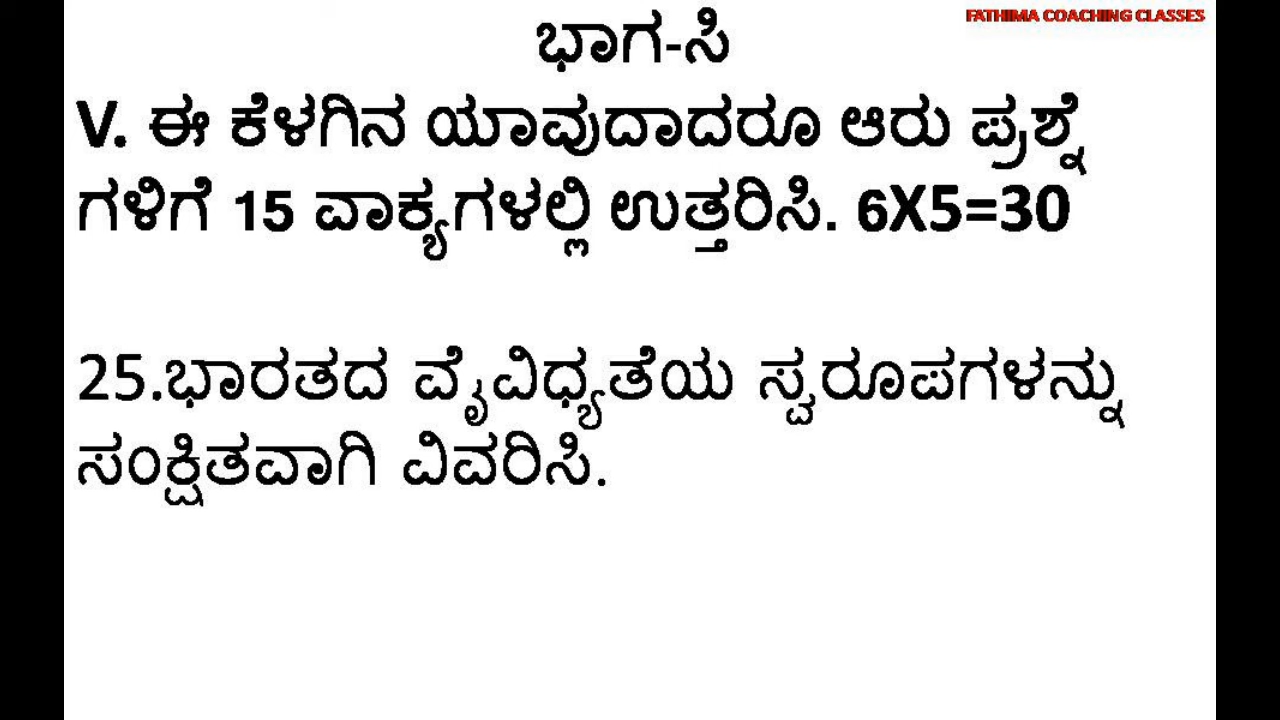 FATHIMA COACHING CLASSES
ಭಾಗ-ಸಿ
V. ಈ ಕೆಳಗಿನ ಯಾವುದಾದರೂ ಆರು ಪ್ರಶ್ನೆ
ಗಳಿಗೆ 15 ವಾಕ್ಯಗಳಲ್ಲಿ ಉತ್ತರಿಸಿ. 6X5=30
25.ಭಾರತದ ವೈವಿಧ್ಯತೆಯ ಸ್ವರೂಪಗಳನ್ನು
ಸಂಕ್ಷಿತವಾಗಿ ವಿವರಿಸಿ.